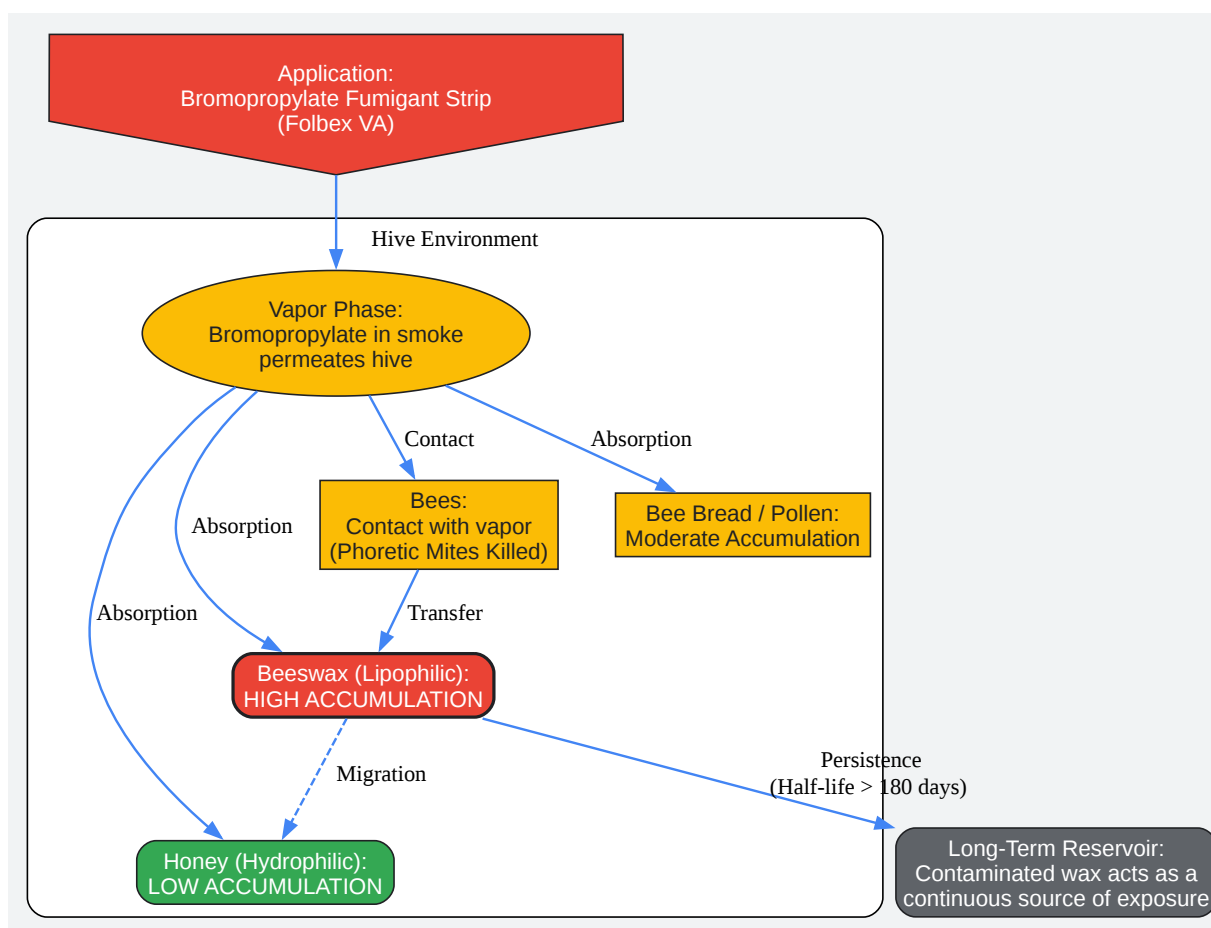 Application:
Bromopropylate Fumigant Strip
(Folbex VA)
Hive Environment
Vapor Phase:
Bromopropylate in smoke
permeates hive
Contact
Absorption
Bees:
Contact with vapor
(Phoretic Mites Killed)
Bee Bread / Pollen:
Moderate Accumulation
Absorption
Absorption
Transfer
Beeswax (Lipophilic):
HIGH ACCUMULATION
Migration
Persistence
(Half-life > 180 days)
Honey (Hydrophilic):
LOW ACCUMULATION
Long-Term Reservoir:
Contaminated wax acts as a
continuous source of exposure